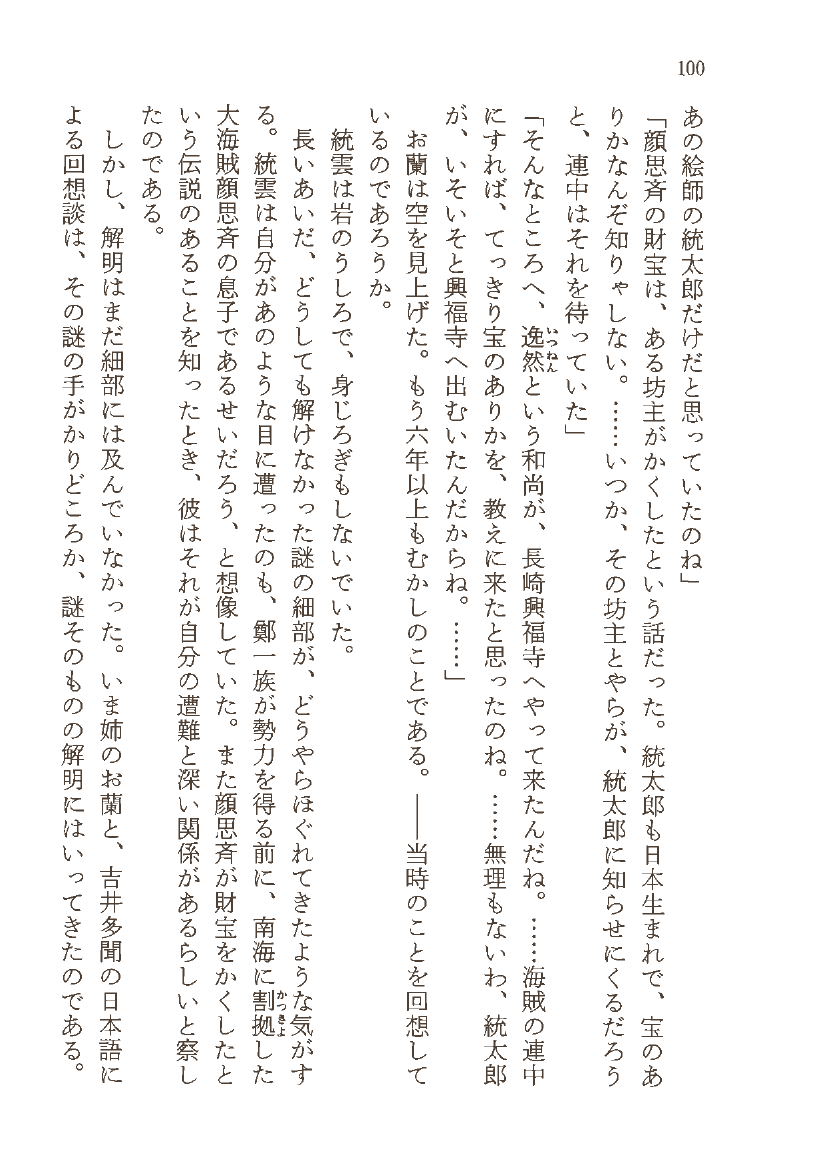 100
あの絵師の統太郎だけだと思っていたのね」
「顔思斉の財宝は、ある坊主がかくしたという話だった。統太郎も日本生まれで、宝のあ
りかなんぞ知りゃしない。……いつか、その坊主とやらが、統太郎に知らせにくるだろう
と、連中はそれを待っていた」
「そんなところへ、逸然という和尚が、長崎興福寺へやって来たんだね。……海賊の連中
いつねん
にすれば、てっきり宝のありかを、教えに来たと思ったのね。……無理もないわ、統太郎
が、いそいそと興福寺へ出むいたんだからね。……」
お蘭は空を見上げた。もう六年以上もむかしのことである。――当時のことを回想して
いるのであろうか。
統雲は岩のうしろで、身じろぎもしないでいた。
長いあいだ、どうしても解けなかった謎の細部が、どうやらほぐれてきたような気がす
る。統雲は自分があのような目に遭ったのも、鄭一族が勢力を得る前に、南海に割拠した
かっきょ
大海賊顔思斉の息子であるせいだろう、と想像していた。また顔思斉が財宝をかくしたと
いう伝説のあることを知ったとき、彼はそれが自分の遭難と深い関係があるらしいと察し
たのである。
しかし、解明はまだ細部には及んでいなかった。いま姉のお蘭と、吉井多聞の日本語に
よる回想談は、その謎の手がかりどころか、謎そのものの解明にはいってきたのである。